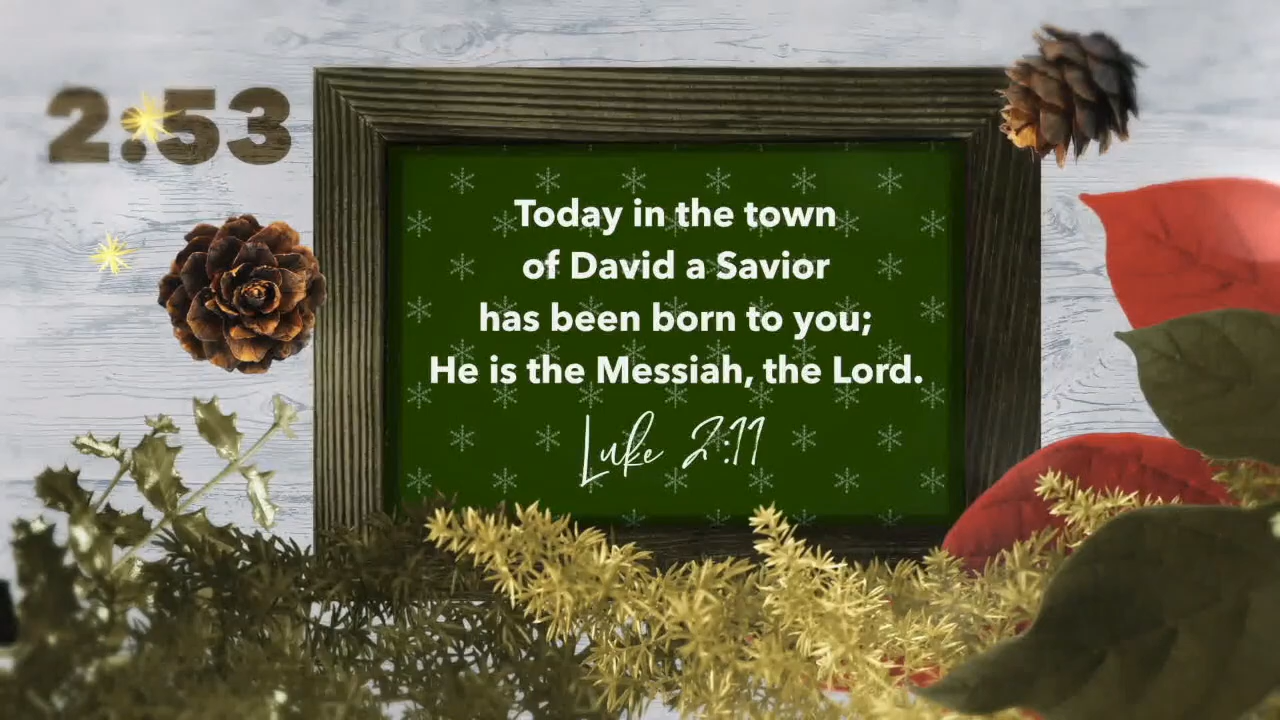 2:53
Today in the town
of David a Savior
has been born to you;
He is the Messiah, the Lord.
Luke 2:11